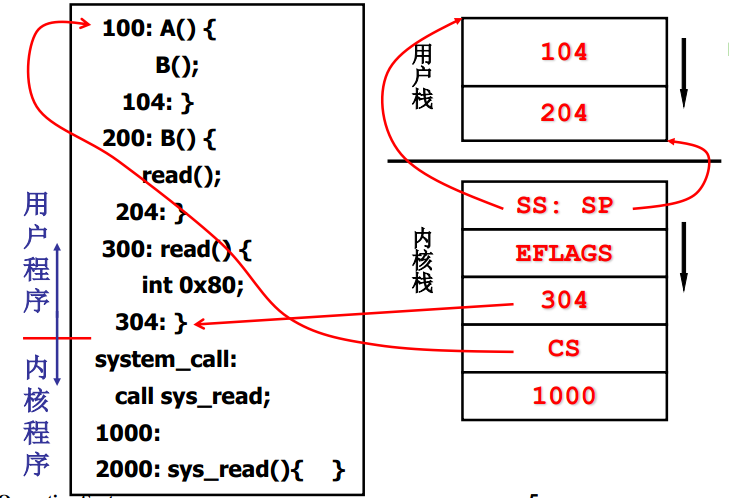 100: A() {
B();
104: }
200: B() {
read();
204: }
300: read() {
int 0x80;
304: }
system_call:
call sys_read;
1000:
2000: sys_read(){ }
用户程序
内核程序
用户栈
104
204
内核栈
SS: SP
EFLAGS
304
CS
1000